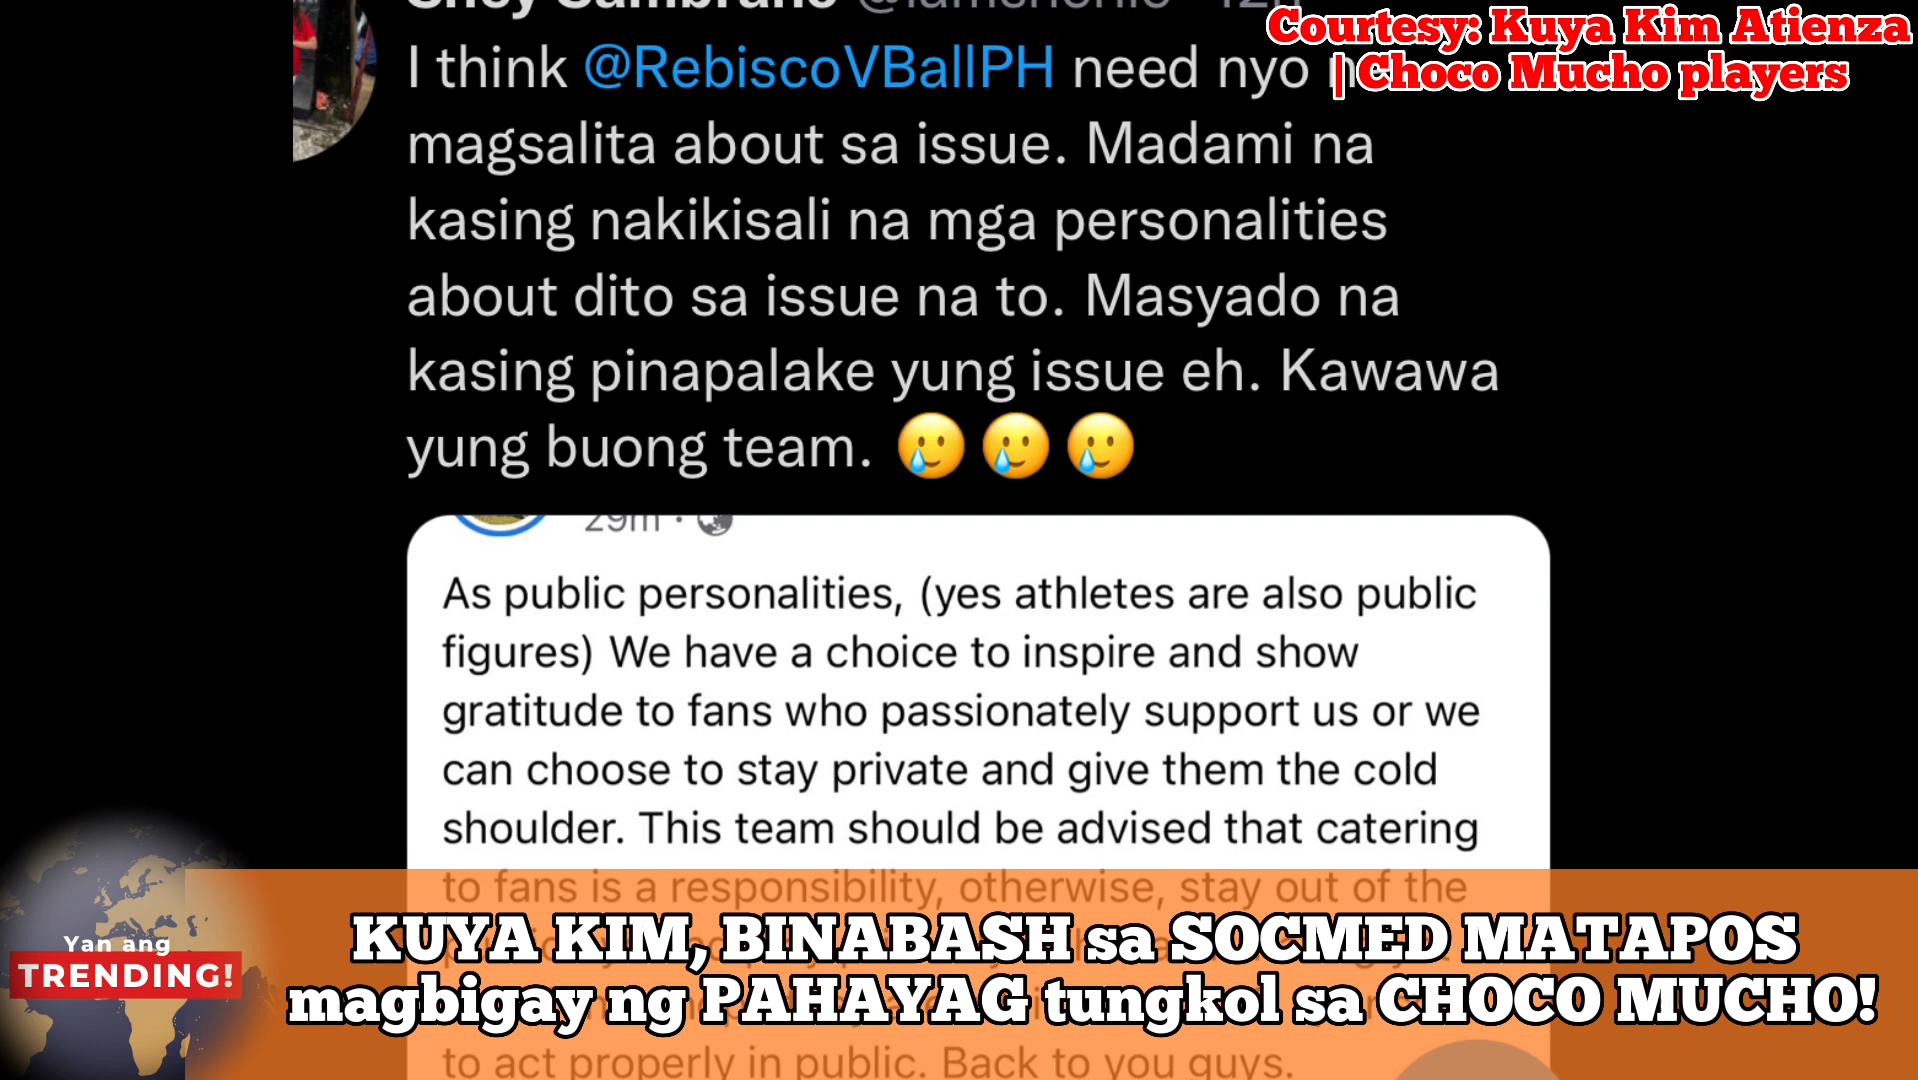 Courtesy: Kuya Kim Atienza
| Choco Mucho players
I think @RebiscoVBallPH need nyo
magsalita about sa issue. Madami na
kasing nakikisali na mga personalities
about dito sa issue na to. Masyado na
kasing pinapalake yung issue eh. Kawawa
yung buong team. 🥲🥲🥲
29m ·
As public personalities, (yes athletes are also public
figures) We have a choice to inspire and show
gratitude to fans who passionately support us or we
can choose to stay private and give them the cold
shoulder. This team should be advised that catering
to fans is a responsibility, otherwise, stay out of the
to act properly in public. Back to you guys.
Yan ang
TRENDING!
KUYA KIM, BINABASH sa SOCMED MATAPOS
magbigay ng PAHAYAG tungkol sa CHOCO MUCHO!